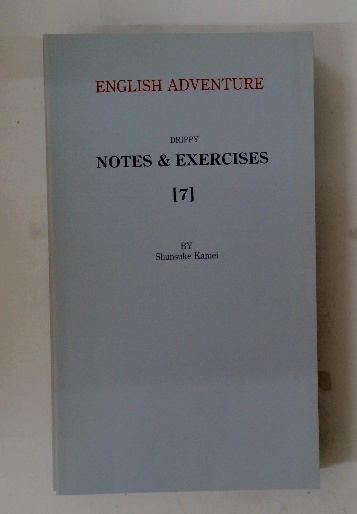 ENGLISH ADVENTURE
DRIPPY
NOTES & EXERCISES
[7]
BY
Shunsuke Kamei